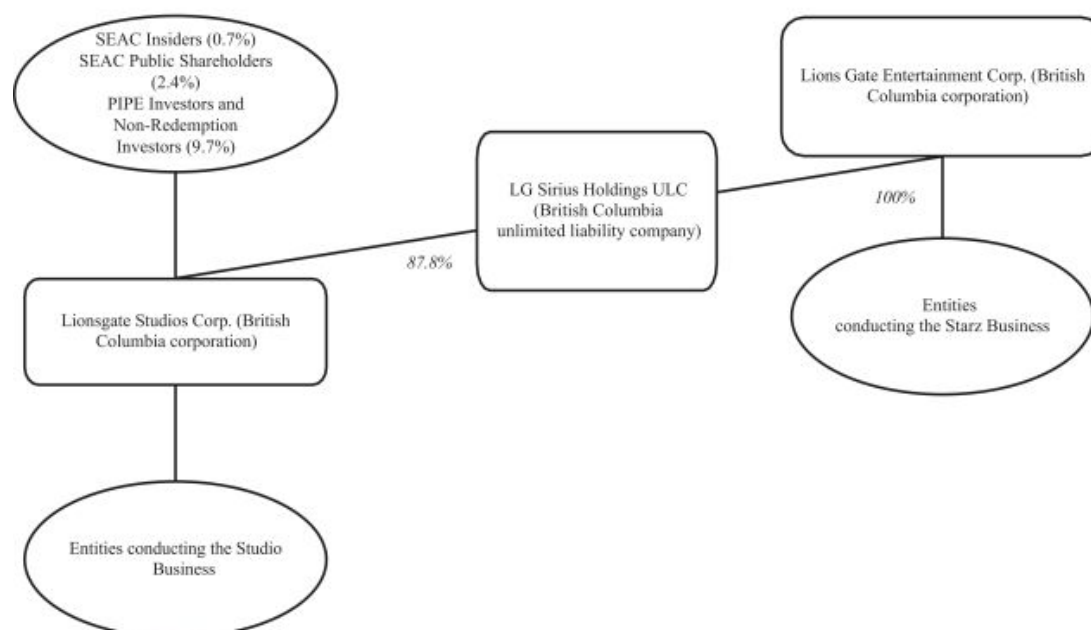 SEAC Insiders (0.7%)
SEAC Public Shareholders
(2.4%)
PIPE Investors and
Non-Redemption
Investors (9.7%)
Lions Gate Entertainment Corp. (British
Columbia corporation)
LG Sirius Holdings ULC
(British Columbia
unlimited liability company)
100%
87.8%
Lionsgate Studios Corp. (British
Columbia corporation)
Entities
conducting the Starz Business
Entities conducting the Studio
Business